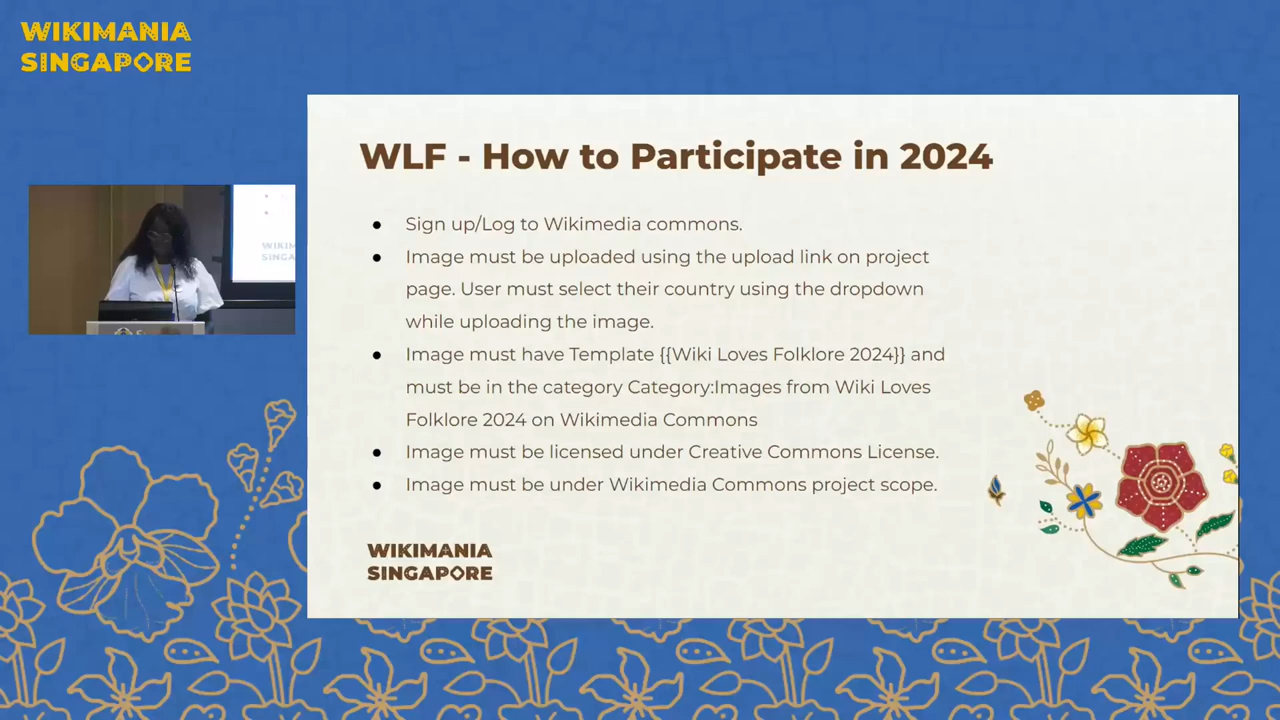 WIKIMANIA
SINGAPORE
WLF - How to Participate in 2024
● Sign up/Log to Wikimedia commons.
● Image must be uploaded using the upload link on project
page. User must select their country using the dropdown
while uploading the image.
● Image must have Template {{Wiki Loves Folklore 2024}} and
must be in the category Category:Images from Wiki Loves
Folklore 2024 on Wikimedia Commons
● Image must be licensed under Creative Commons License.
● Image must be under Wikimedia Commons project scope.
WIKIM
SINGA
WIKIMANIA
SINGAPORE